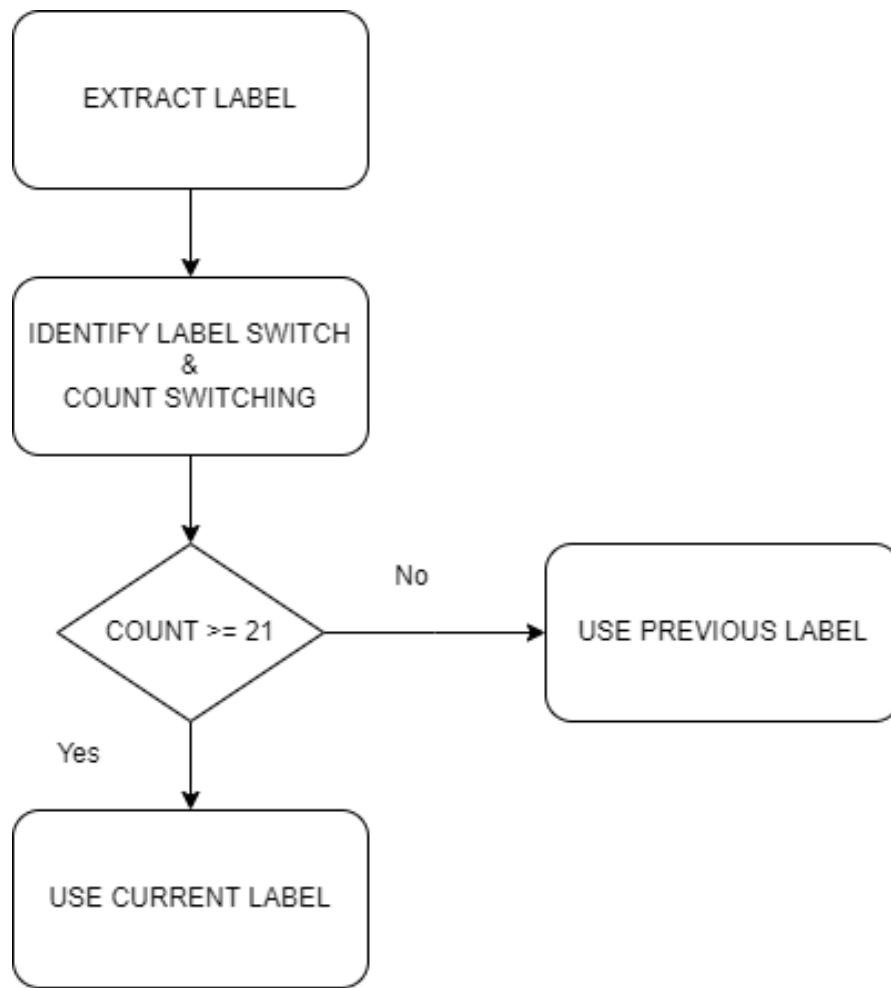 EXTRACT LABEL
IDENTIFY LABEL SWITCH
&
COUNT SWITCHING
COUNT >= 21
No
USE PREVIOUS LABEL
Yes
USE CURRENT LABEL